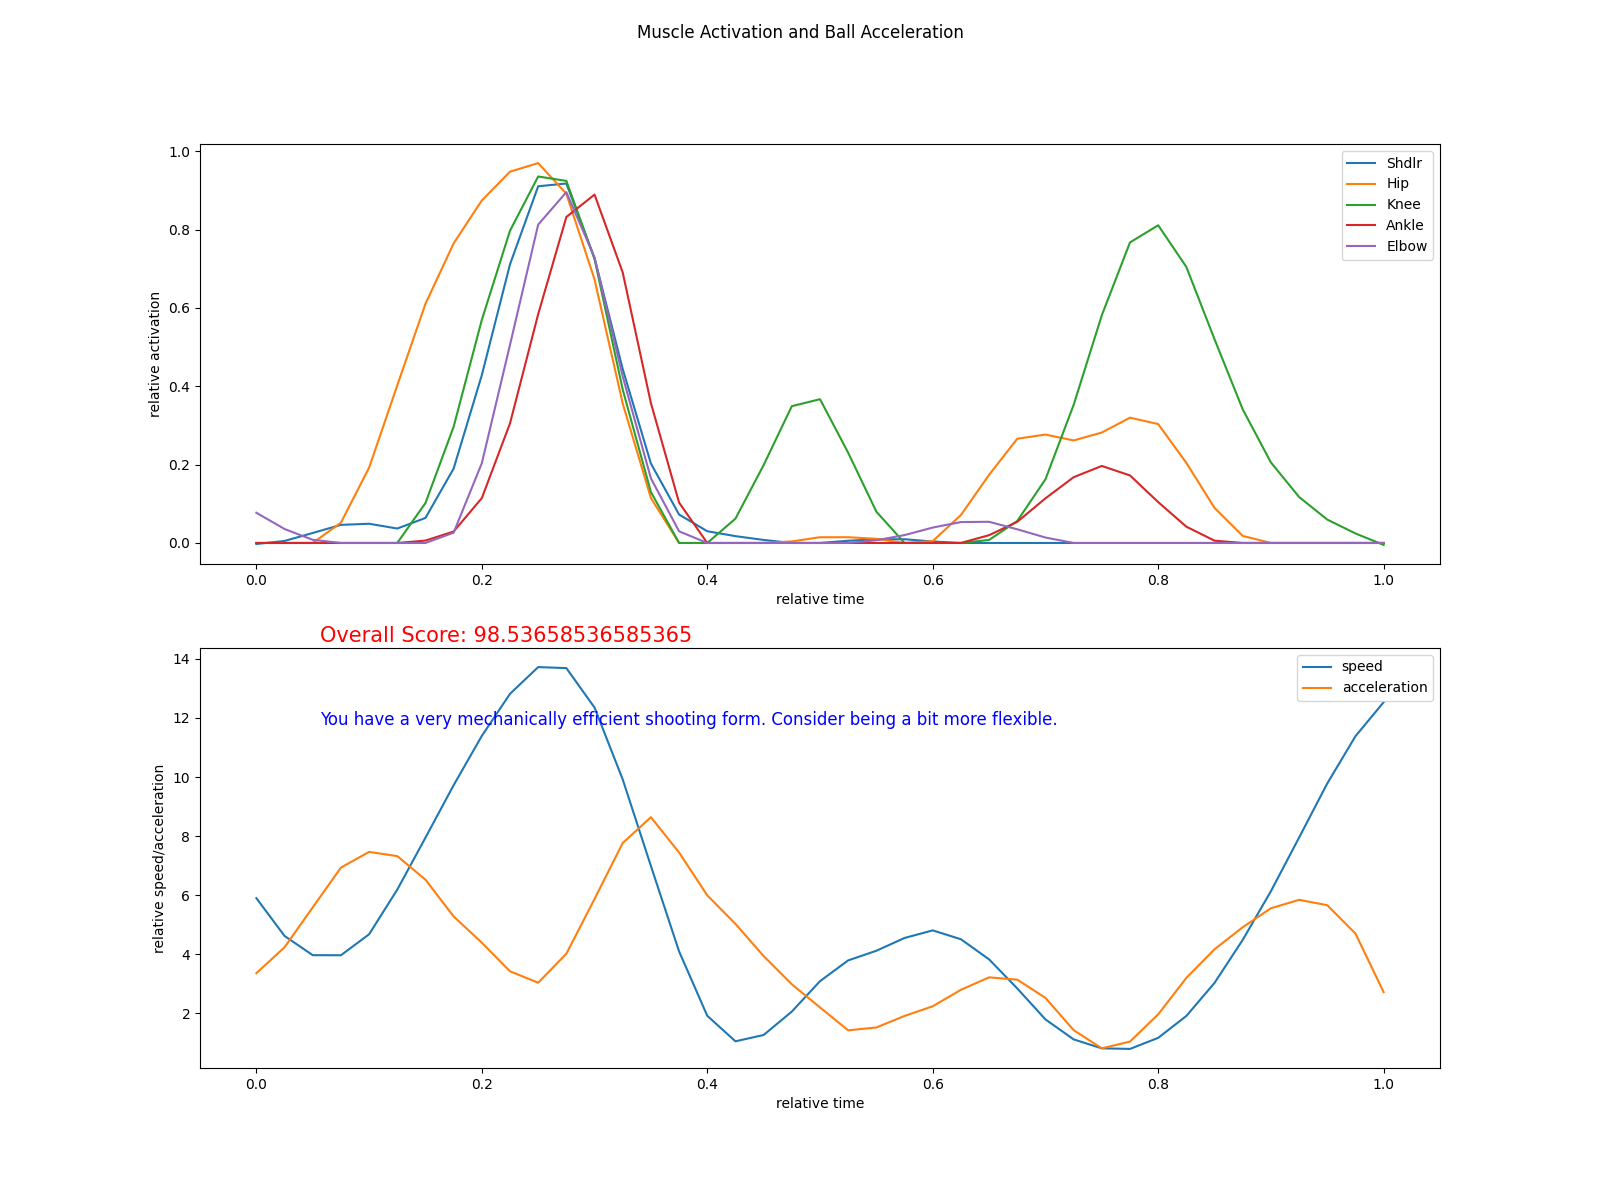 Muscle Activation and Ball Acceleration
1.0
0.8
0.6
0.4
0.2
0.0
relative activation
Shdlr
Hip
Knee
Ankle
Elbow
0.0 0.2 0.4 0.6 0.8 1.0
relative time
Overall Score: 98.53658536585365
14
12
10
8
6
4
2
relative speed/acceleration
speed
acceleration
You have a very mechanically efficient shooting form. Consider being a bit more flexible.
0.0 0.2 0.4 0.6 0.8 1.0
relative time